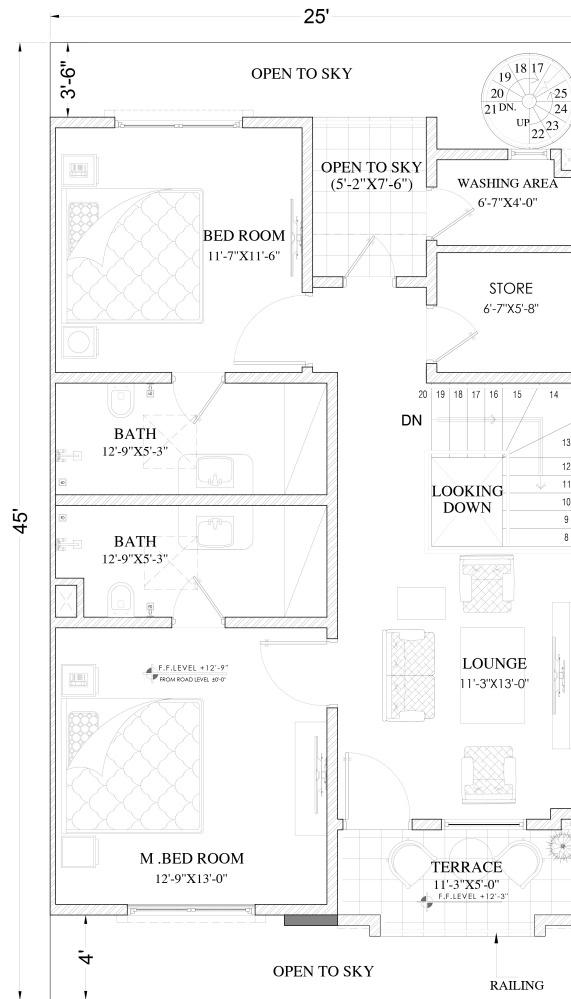 25'
3'-6"
OPEN TO SKY
18 17
19
20
21 DN.
UP
25
24
23
22
OPEN TO SKY
(5'-2"X7'-6")
WASHING AREA
6'-7"X4'-0"
BED ROOM
11'-7"X11'-6"
STORE
6'-7"X5'-8"
20 19 18 17 16 15 14
DN
13
12
11
10
9
8
BATH
12'-9"X5'-3"
LOOKING
DOWN
45'
BATH
12'-9"X5'-3"
F.F.LEVEL +12'-9"
FROM ROAD LEVEL ±0'-0"
LOUNGE
11'-3"X13'-0"
M .BED ROOM
12'-9"X13'-0"
TERRACE
11'-3"X5'-0"
F.F.LEVEL +12'-3"
4'
OPEN TO SKY
RAILING